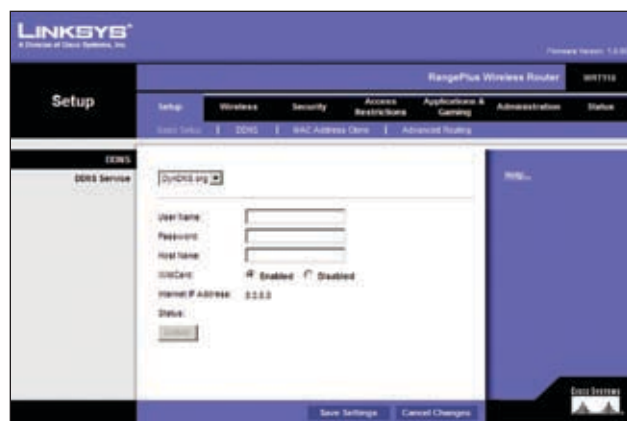 LINKSYS®
A Division of Cisco Systems, Inc.
Firmware Version: 1.0.00
RangePlus Wireless Router WRT110
Setup
Setup Wireless Security Access Restrictions Applications & Gaming Administration Status
Basic Setup | DDNS | MAC Address Clone | Advanced Routing
DDNS
DDNS Service
DynDNS.org
Help...
User Name:
Password:
Host Name:
WildCard: Enabled Disabled
Internet IP Address: 0.0.0.0
Status:
Update
Save Settings Cancel Changes
Cisco Systems